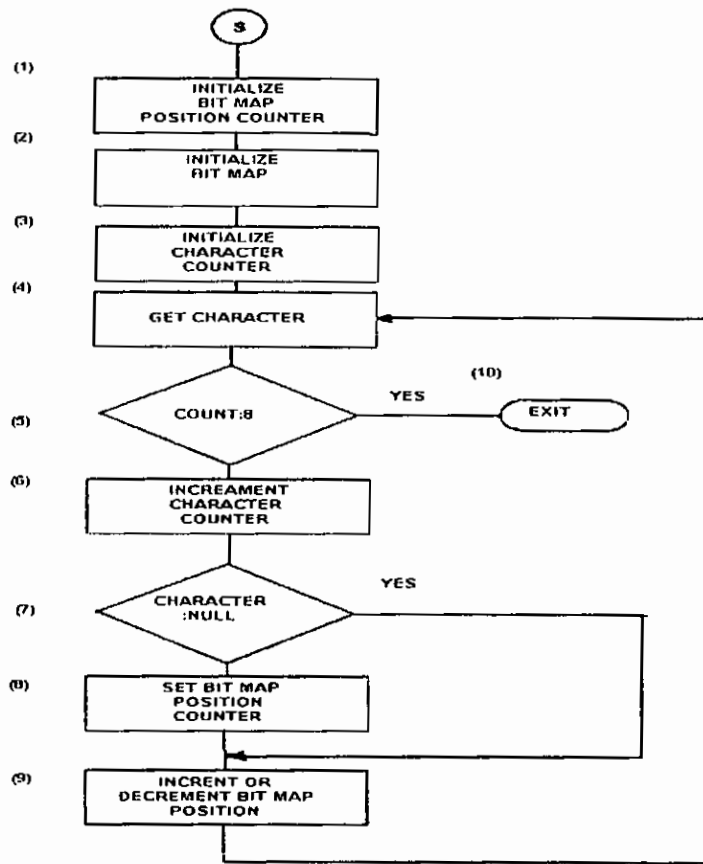 S
(1)
INITIALIZE
BIT MAP
POSITION COUNTER
(2)
INITIALIZE
BIT MAP
(3)
INITIALIZE
CHARACTER
COUNTER
(4)
GET CHARACTER
(10)
YES
EXIT
COUNT:8
(5)
(6)
INCREAMENT
CHARACTER
COUNTER
YES
(7)
CHARACTER
:NULL
(8)
SET BIT MAP
POSITION
COUNTER
(9)
INCRENT OR
DECREMENT BIT MAP
POSITION